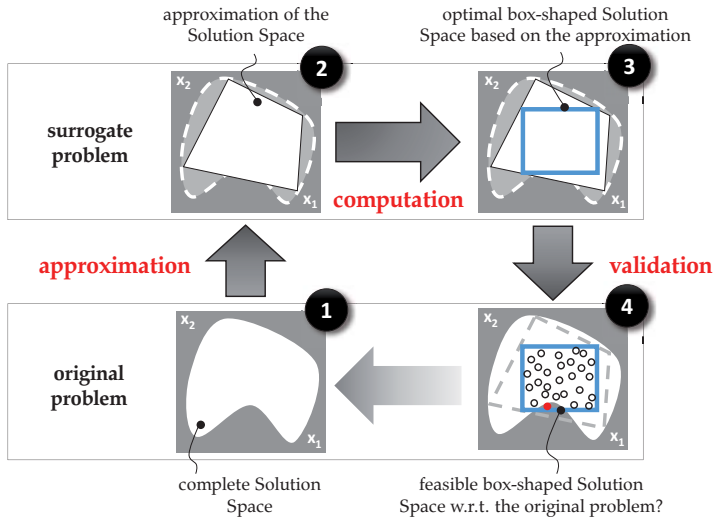 approximation of the
Solution Space
optimal box-shaped Solution
Space based on the approximation
2
3
x2
x1
x2
x1
surrogate
problem
computation
approximation
validation
1
4
x2
x1
x2
x1
original
problem
complete Solution
Space
feasible box-shaped Solution
Space w.r.t. the original problem?